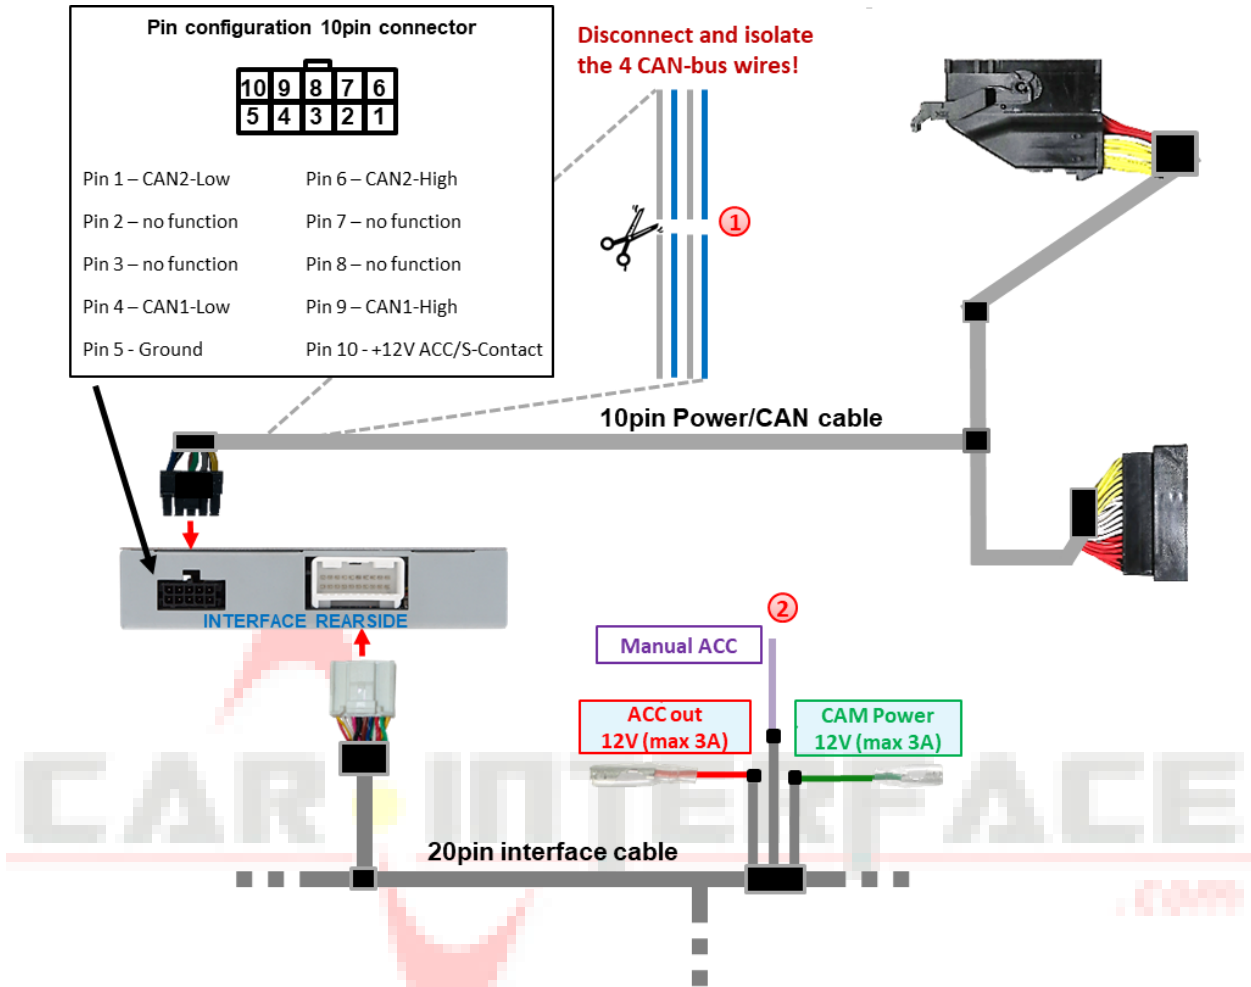 Pin configuration 10pin connector
10 9 8 7 6
5 4 3 2 1
Pin 1 – CAN2-Low
Pin 6 – CAN2-High
Pin 2 – no function
Pin 7 – no function
Pin 3 – no function
Pin 8 – no function
Pin 4 – CAN1-Low
Pin 9 – CAN1-High
Pin 5 - Ground
Pin 10 - +12V ACC/S-Contact
Disconnect and isolate
the 4 CAN-bus wires!
1
10pin Power/CAN cable
INTERFACE REARSIDE
2
Manual ACC
ACC out
12V (max 3A)
CAM Power
12V (max 3A)
20pin interface cable
CAR INTERFACE
.com